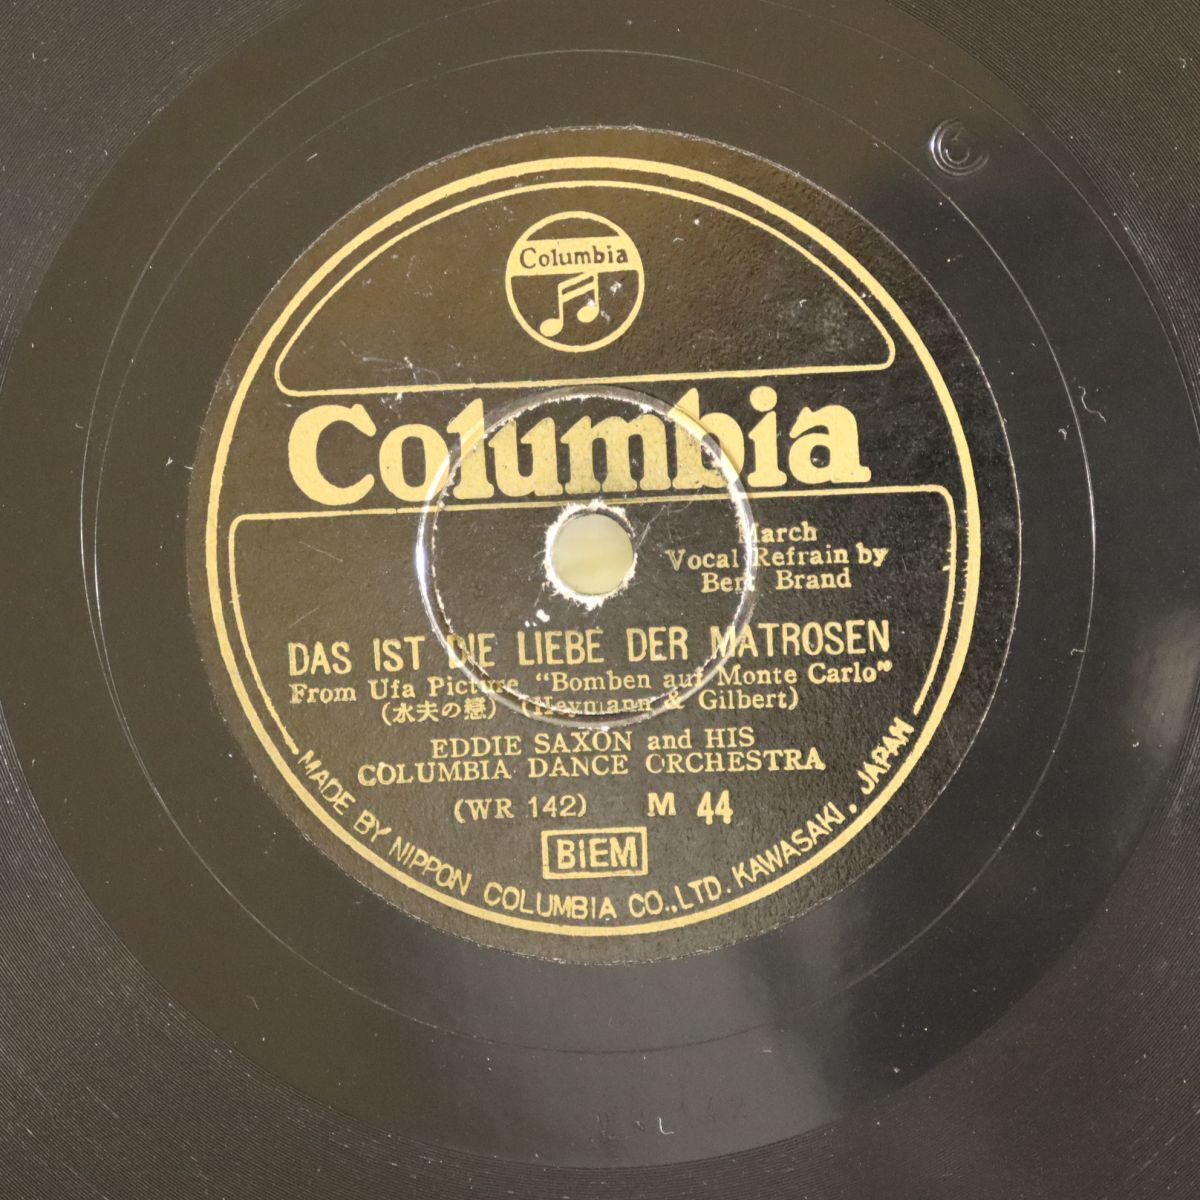 Columbia
Columbia
March
Vocal Refrain by
Bert Brand
DAS IST DIE LIEBE DER MATROSEN
From Ufa Picture "Bomben auf Monte Carlo"
(水夫の戀) (Heymann & Gilbert)
EDDIE SAXON and HIS
COLUMBIA DANCE ORCHESTRA
(WR 142) M 44
BIEM
MADE BY NIPPON COLUMBIA CO.,LTD. KAWASAKI. JAPAN